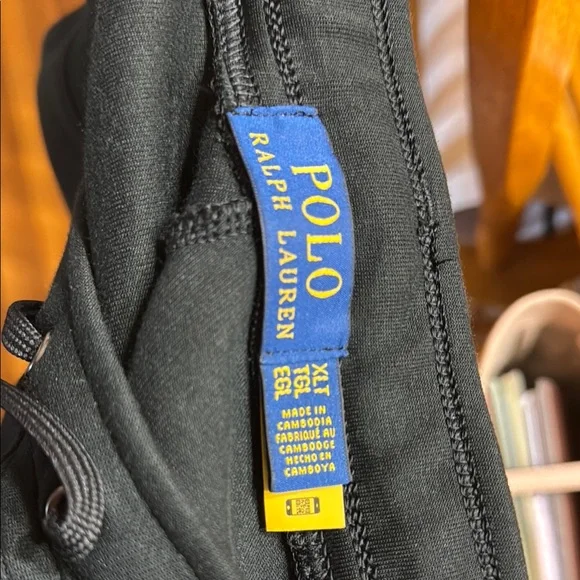 POLO
RALPH LAUREN
XLT
TGL
EGL
MADE IN
CAMBODIA
FABRIQUÉ AU
CAMBODGE
HECHO EN
CAMBOYA